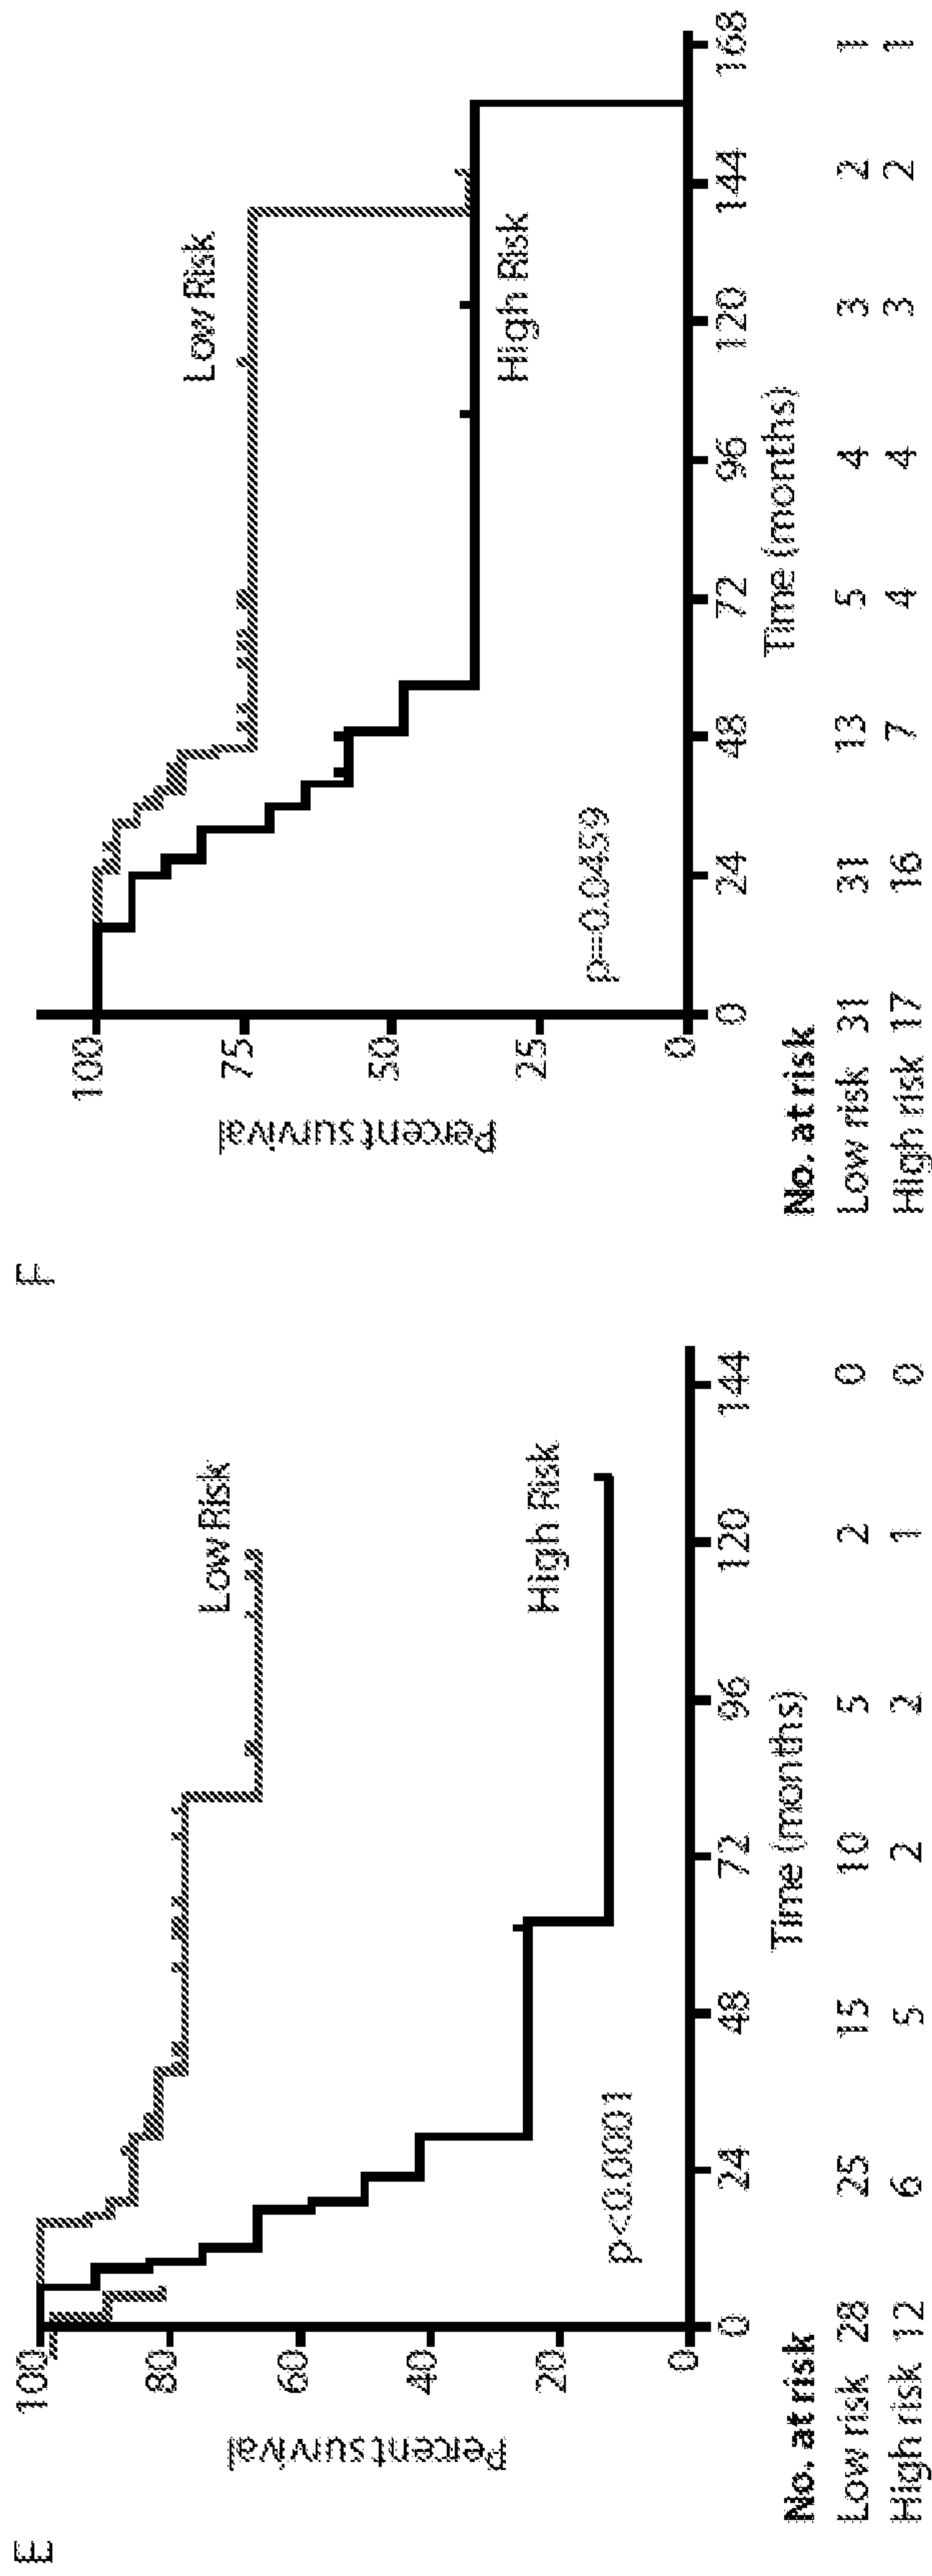 E
Percent survival
100
80
60
40
20
0
Low Risk
High Risk
p<0.0001
0 24 48 72 96 120 144
Time (months)
No. at risk
Low risk 28 25 15 10 5 2 0
High risk 12 6 5 2 2 1 0
F
Percent survival
100
75
50
25
0
Low Risk
High Risk
p=0.0459
0 24 48 72 96 120 144 168
Time (months)
No. at risk
Low risk 31 31 13 5 4 3 2 1
High risk 17 16 7 4 4 3 2 1